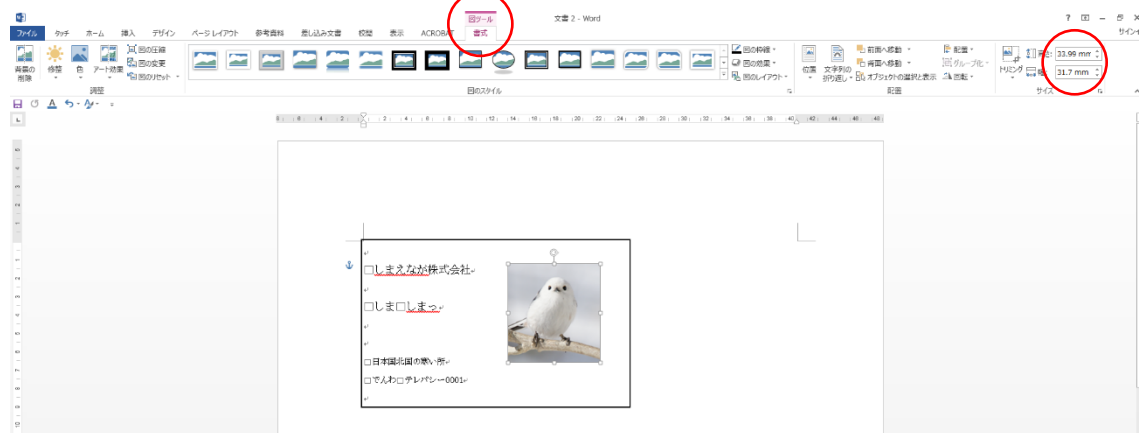 図ツール
文書 2 - Word
ファイル タッチ ホーム 挿入 デザイン ページ レイアウト 参考資料 差し込み文書 校閲 表示 ACROBAT 書式
サインイ
背景の削除
修整
色
アート効果
図の圧縮
図の変更
図のリセット
調整
図のスタイル
図の枠線
図の効果
図のレイアウト
位置
文字列の折り返し
前面へ移動
背面へ移動
オブジェクトの選択と表示
配置
グループ化
回転
配置
トリミング
高さ: 33.99 mm
幅: 31.7 mm
サイズ
□しまえなが株式会社
□しま□しまっ
□日本国北国の寒い所
□でんわ□テレパシー0001